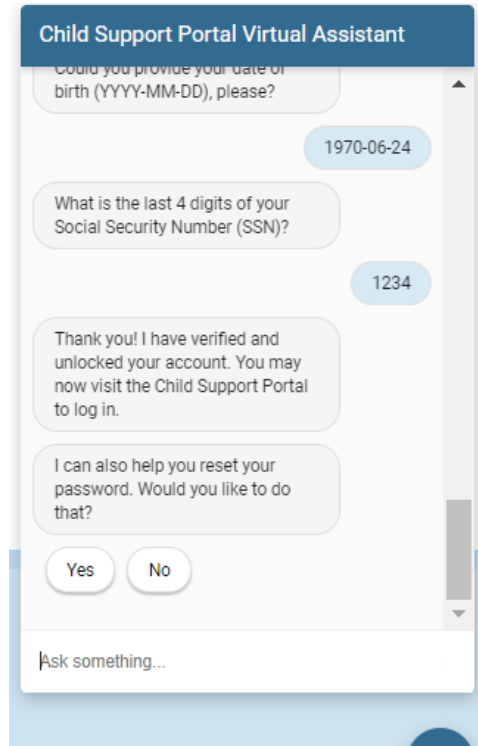 Child Support Portal Virtual Assistant
Could you provide your date of
birth (YYYY-MM-DD), please?
1970-06-24
What is the last 4 digits of your
Social Security Number (SSN)?
1234
Thank you! I have verified and
unlocked your account. You may
now visit the Child Support Portal
to log in.
I can also help you reset your
password. Would you like to do
that?
Yes
No
Ask something...